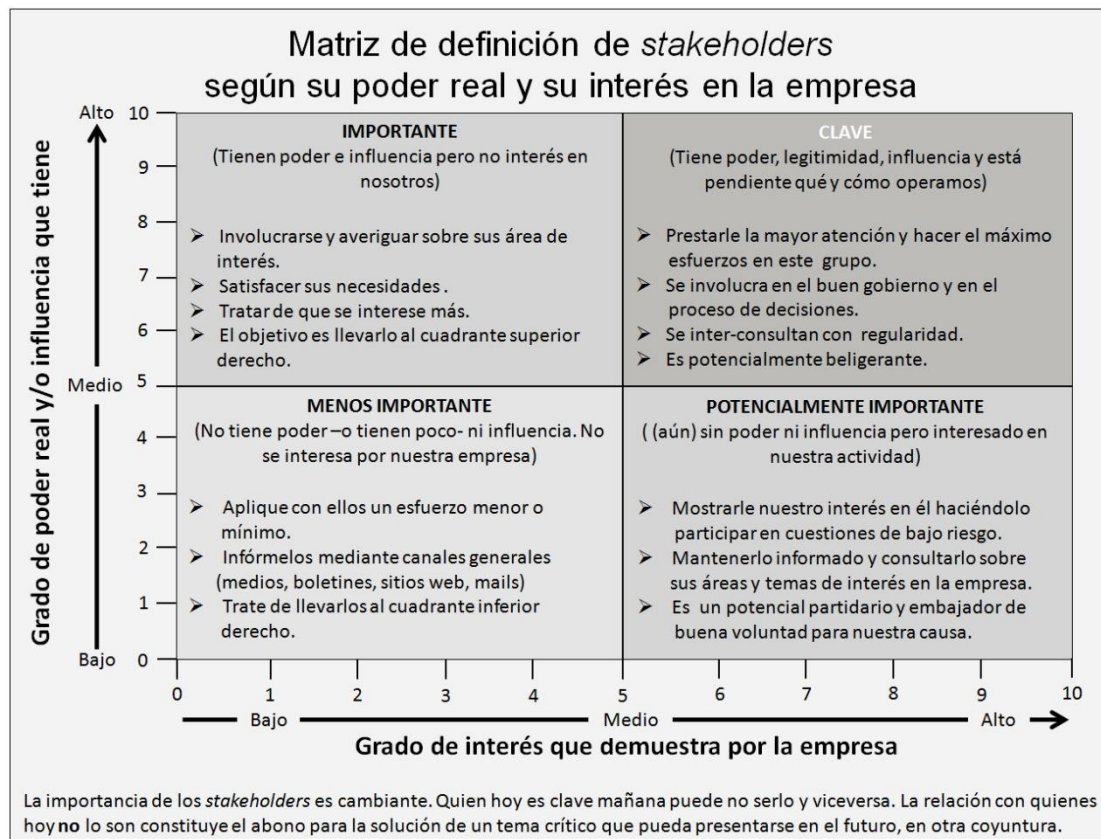 Matriz de definición de stakeholders
según su poder real y su interés en la empresa
Grado de poder real y/o influencia que tiene
Alto
Medio
Bajo
10
9
8
7
6
5
4
3
2
1
0
IMPORTANTE
(Tienen poder e influencia pero no interés en
nosotros)
➢ Involucrarse y averiguar sobre sus área de
interés.
➢ Satisfacer sus necesidades .
➢ Tratar de que se interese más.
➢ El objetivo es llevarlo al cuadrante superior
derecho.
CLAVE
(Tiene poder, legitimidad, influencia y está
pendiente qué y cómo operamos)
➢ Prestarle la mayor atención y hacer el máximo
esfuerzos en este grupo.
➢ Se involucra en el buen gobierno y en el
proceso de decisiones.
➢ Se inter-consultan con regularidad.
➢ Es potencialmente beligerante.
MENOS IMPORTANTE
(No tiene poder –o tienen poco- ni influencia. No
se interesa por nuestra empresa)
➢ Aplique con ellos un esfuerzo menor o
mínimo.
➢ Infórmelos mediante canales generales
(medios, boletines, sitios web, mails)
➢ Trate de llevarlos al cuadrante inferior
derecho.
POTENCIALMENTE IMPORTANTE
( (aún) sin poder ni influencia pero interesado en
nuestra actividad)
➢ Mostrarle nuestro interés en él haciéndolo
participar en cuestiones de bajo riesgo.
➢ Mantenerlo informado y consultarlo sobre
sus áreas y temas de interés en la empresa.
➢ Es un potencial partidario y embajador de
buena voluntad para nuestra causa.
0 1 2 3 4 5 6 7 8 9 10
Bajo Medio Alto
Grado de interés que demuestra por la empresa
La importancia de los stakeholders es cambiante. Quien hoy es clave mañana puede no serlo y viceversa. La relación con quienes
hoy no lo son constituye el abono para la solución de un tema crítico que pueda presentarse en el futuro, en otra coyuntura.